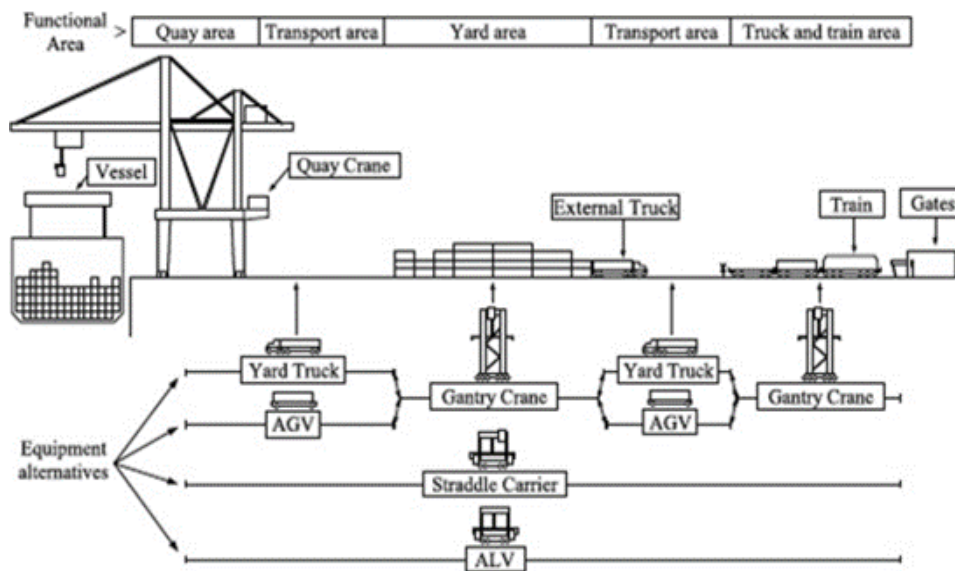 Functional Area >
Quay area
Transport area
Yard area
Transport area
Truck and train area
Vessel
Quay Crane
External Truck
Train
Gates
Yard Truck
Yard Truck
Gantry Crane
Gantry Crane
AGV
AGV
Equipment
alternatives
Straddle Carrier
ALV